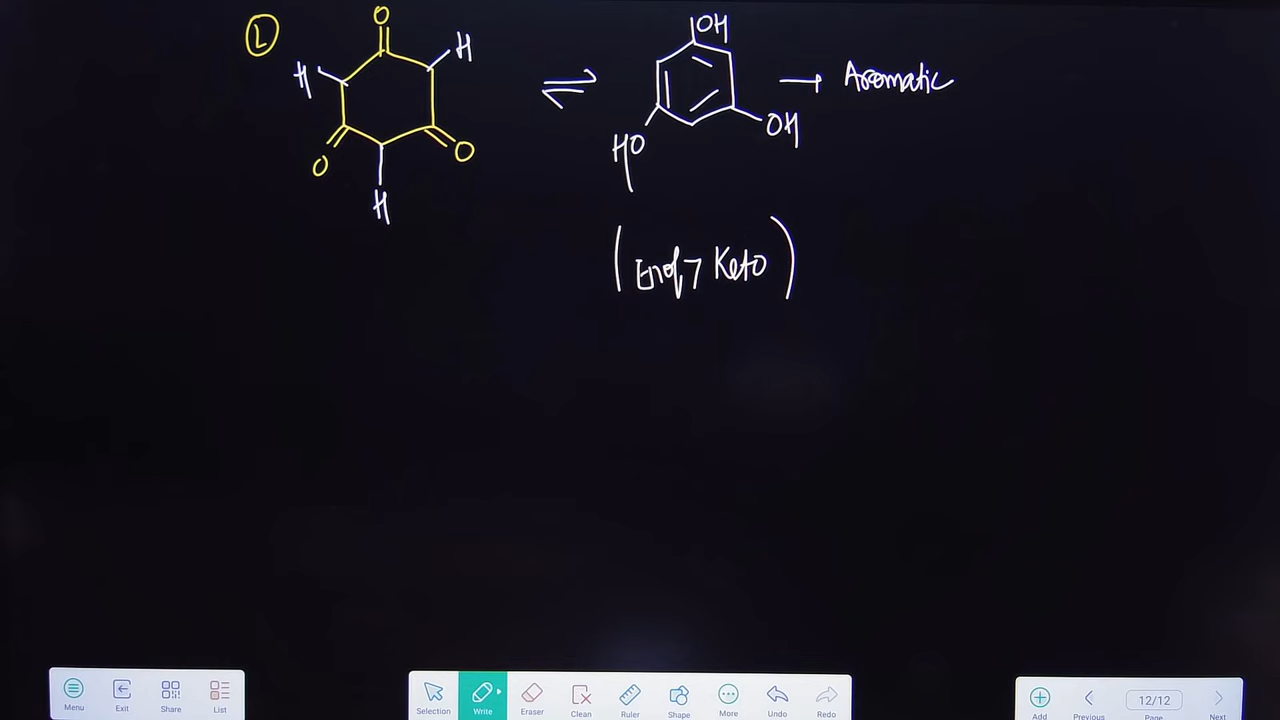 L
O
H
H
O
O
H
⇌
OH
HO
OH
→ Aromatic
(Enol > Keto)
Menu
Exit
Share
List
Selection
Write
Eraser
Clean
Ruler
Shape
More
Undo
Redo
Add
Previous
12/12
Page
Next